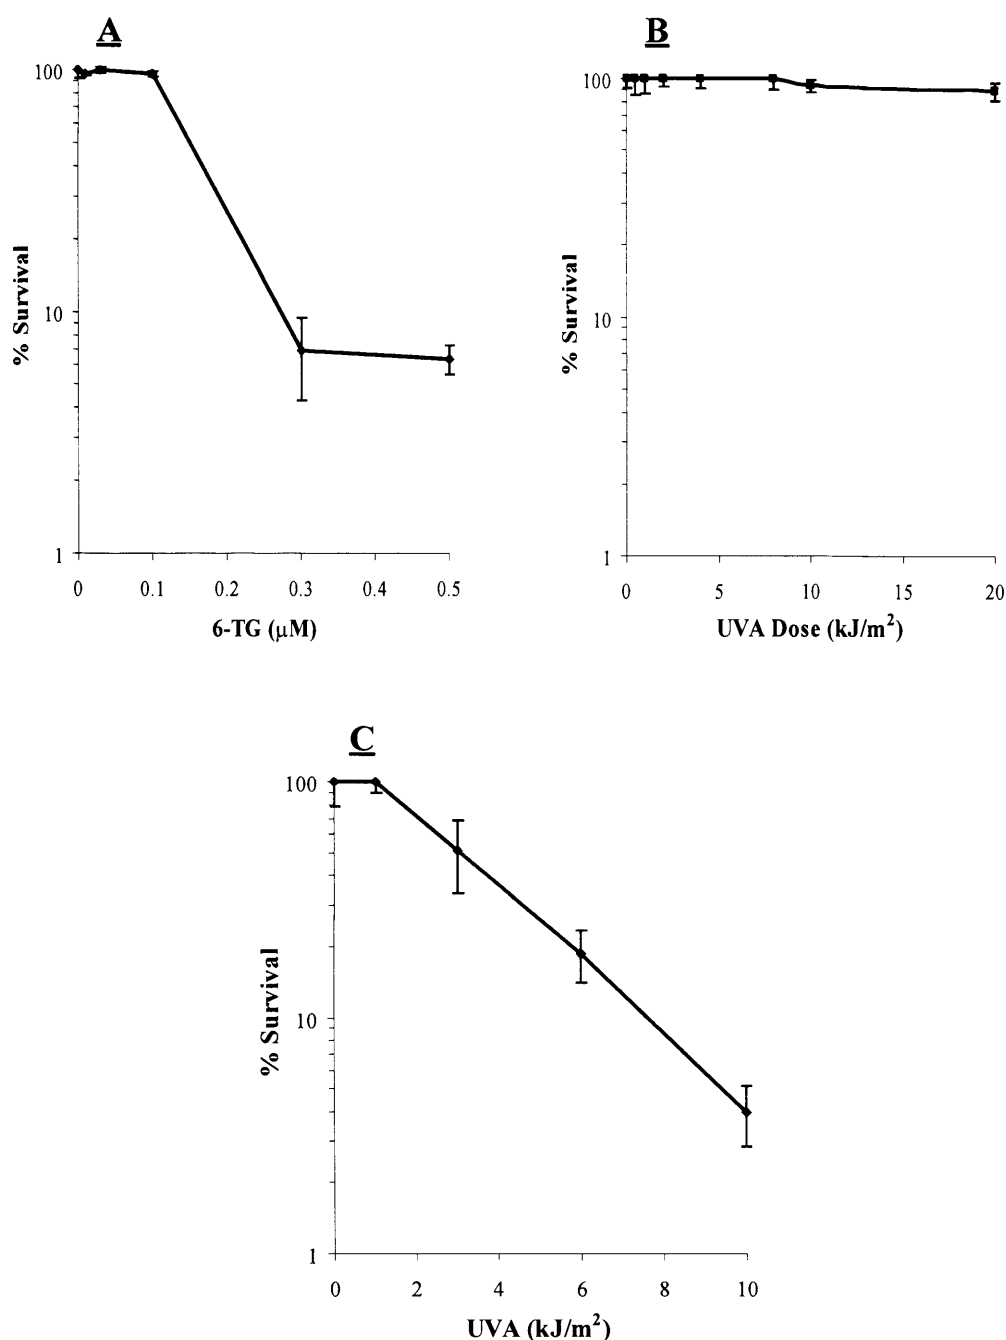 A
100
10
1
% Survival
0 0.1 0.2 0.3 0.4 0.5
6-TG (μM)
B
100
10
1
% Survival
0 5 10 15 20
UVA Dose (kJ/m²)
C
100
10
1
% Survival
0 2 4 6 8 10
UVA (kJ/m²)